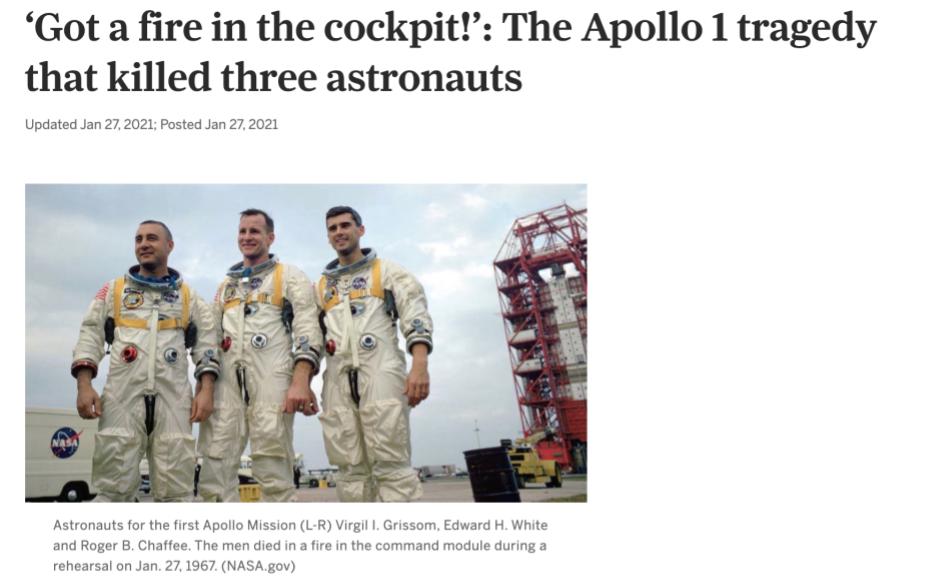 ‘Got a fire in the cockpit!’: The Apollo 1 tragedy
that killed three astronauts
Updated Jan 27, 2021; Posted Jan 27, 2021
NASA
Astronauts for the first Apollo Mission (L-R) Virgil I. Grissom, Edward H. White
and Roger B. Chaffee. The men died in a fire in the command module during a
rehearsal on Jan. 27, 1967. (NASA.gov)